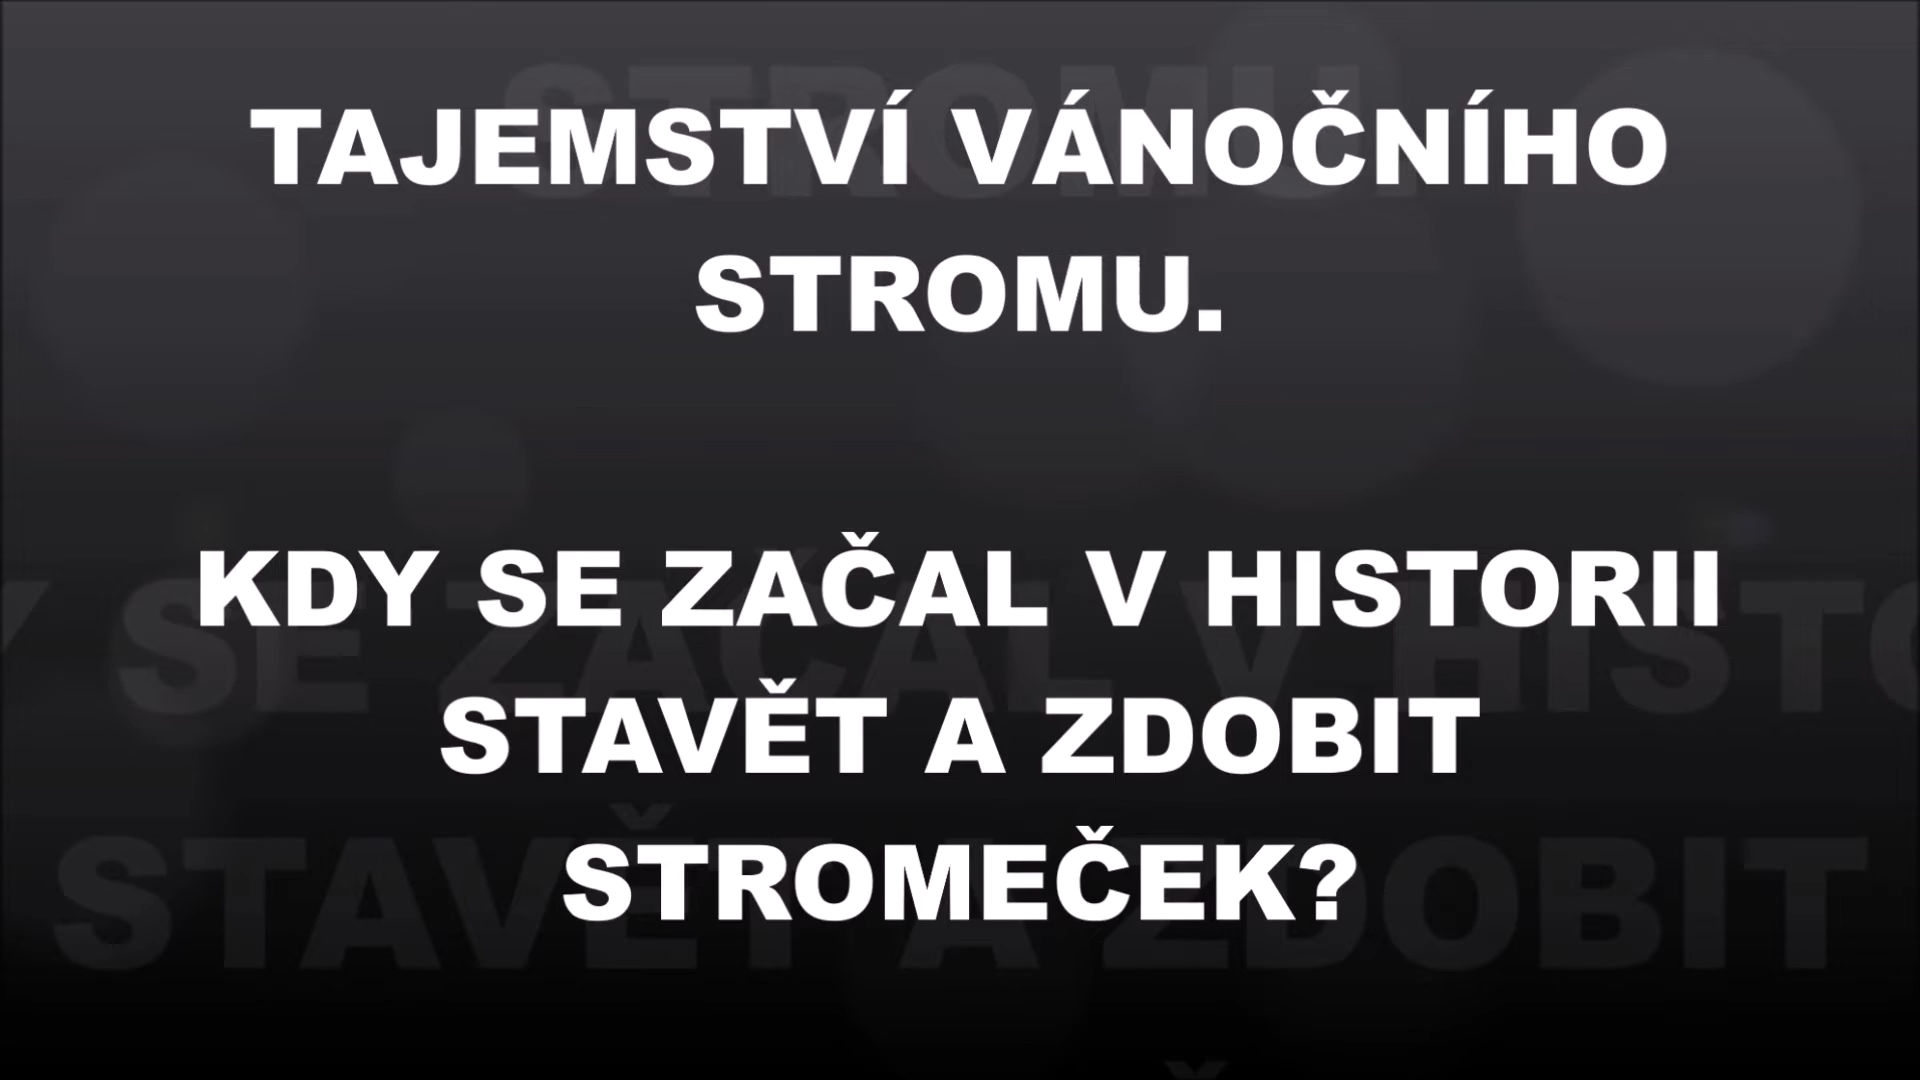 TAJEMSTVÍ VÁNOČNÍHO
STROMU.
KDY SE ZAČAL V HISTORII
STAVĚT A ZDOBIT
STROMEČEK?